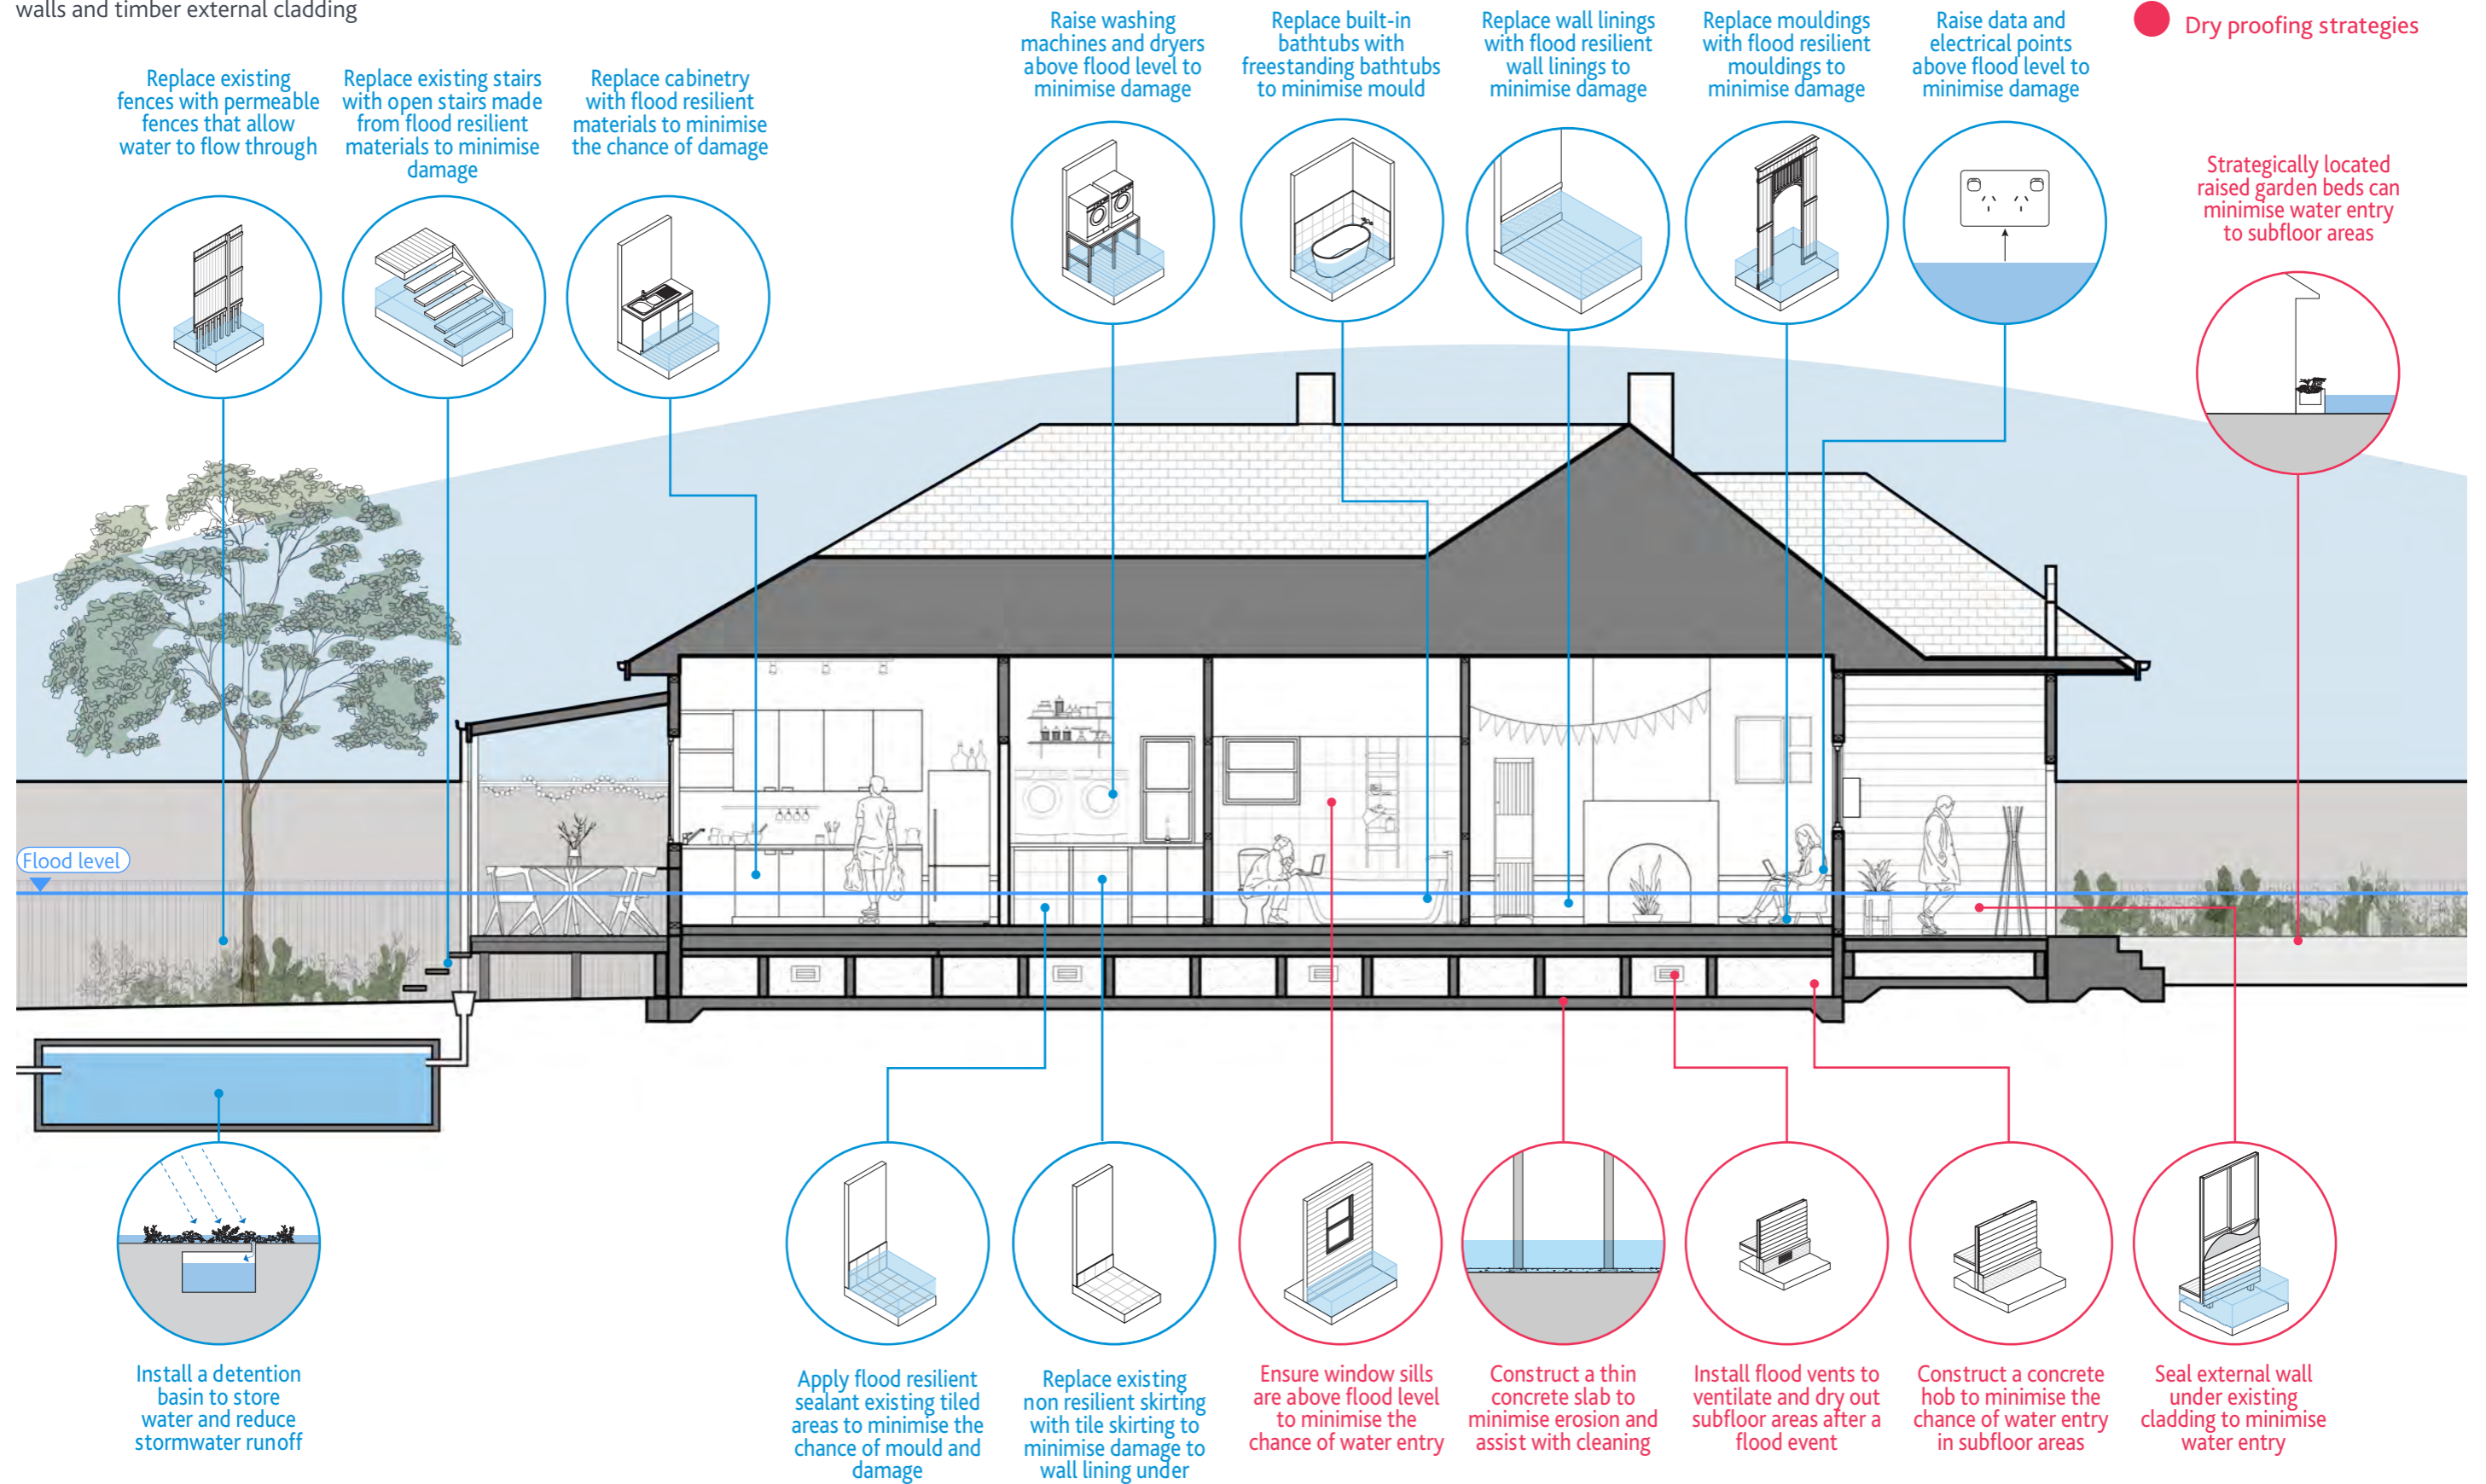 walls and timber external cladding
Dry proofing strategies
Replace existing
fences with permeable
fences that allow
water to flow through
Replace existing stairs
with open stairs made
from flood resilient
materials to minimise
damage
Replace cabinetry
with flood resilient
materials to minimise
the chance of damage
Raise washing
machines and dryers
above flood level to
minimise damage
Replace built-in
bathtubs with
freestanding bathtubs
to minimise mould
Replace wall linings
with flood resilient
wall linings to
minimise damage
Replace mouldings
with flood resilient
mouldings to
minimise damage
Raise data and
electrical points
above flood level to
minimise damage
Strategically located
raised garden beds can
minimise water entry
to subfloor areas
Flood level
Install a detention
basin to store
water and reduce
stormwater runoff
Apply flood resilient
sealant existing tiled
areas to minimise the
chance of mould and
damage
Replace existing
non resilient skirting
with tile skirting to
minimise damage to
wall lining under
Ensure window sills
are above flood level
to minimise the
chance of water entry
Construct a thin
concrete slab to
minimise erosion and
assist with cleaning
Install flood vents to
ventilate and dry out
subfloor areas after a
flood event
Construct a concrete
hob to minimise the
chance of water entry
in subfloor areas
Seal external wall
under existing
cladding to minimise
water entry